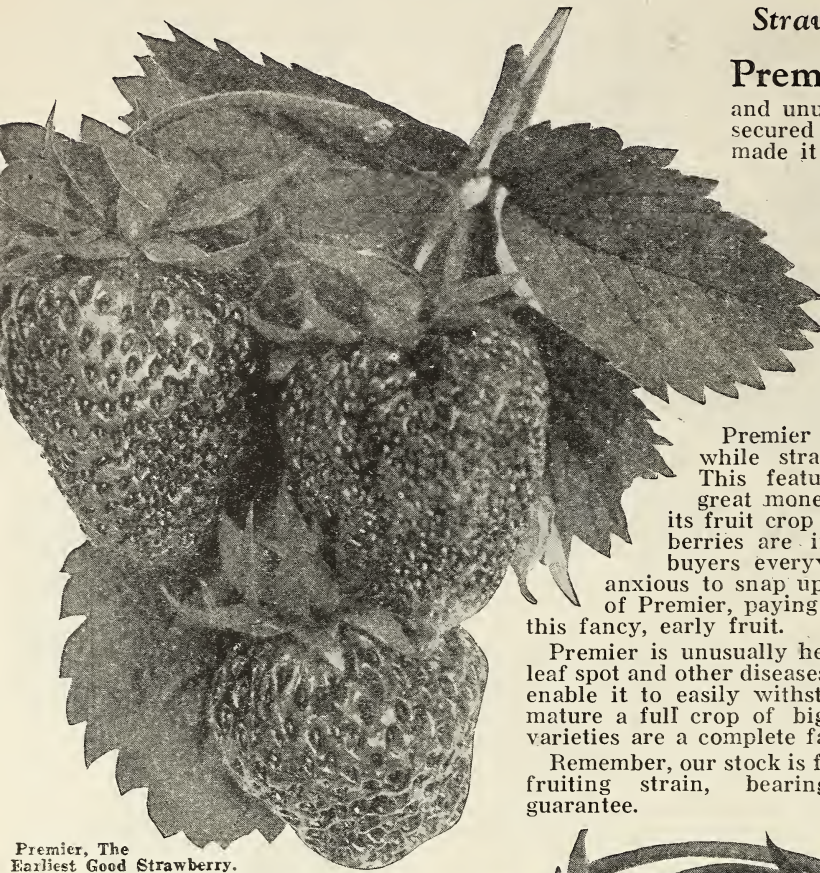 Straw
Prem
and unu
secured
made it
Premier
while stra
This featu
great mone
its fruit crop
berries are i
buyers every
anxious to snap up
of Premier, paying
this fancy, early fruit.
Premier is unusually he
leaf spot and other diseases
enable it to easily withst
mature a full crop of big
varieties are a complete fa
Remember, our stock is f
fruiting strain, bearing
guarantee.
Premier, The
Earliest Good Strawberry.